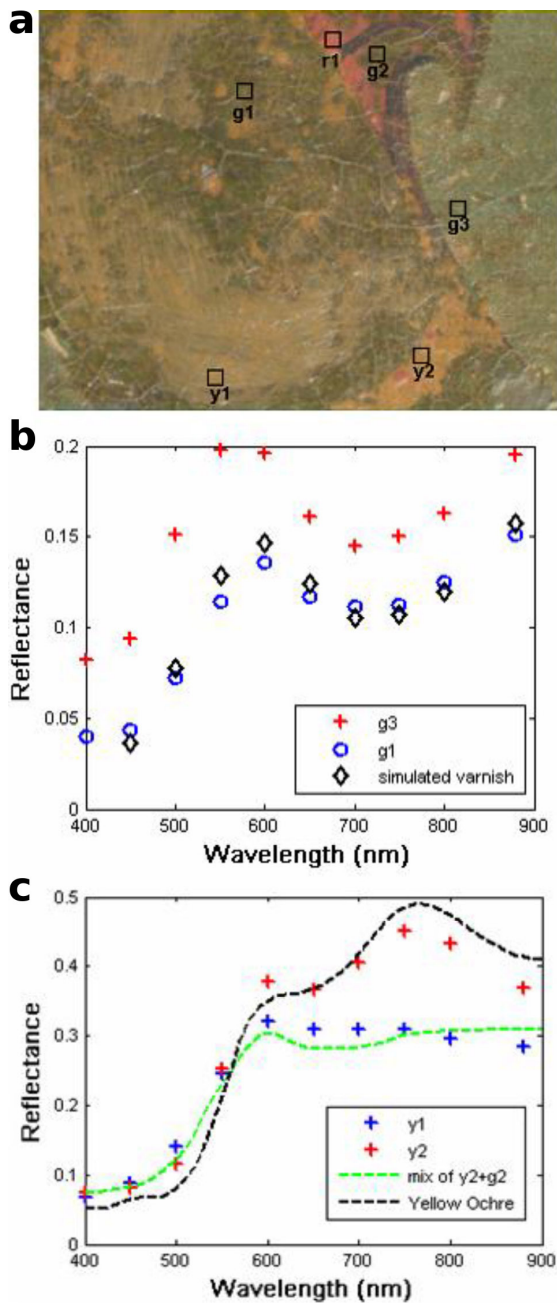 a
r1
g2
g1
g3
y2
y1
b
0.2
0.15
0.1
0.05
0
Reflectance
g3
g1
simulated varnish
400 500 600 700 800 900
Wavelength (nm)
c
0.5
0.4
0.3
0.2
0.1
0
Reflectance
y1
y2
mix of y2+g2
Yellow Ochre
400 500 600 700 800 900
Wavelength (nm)